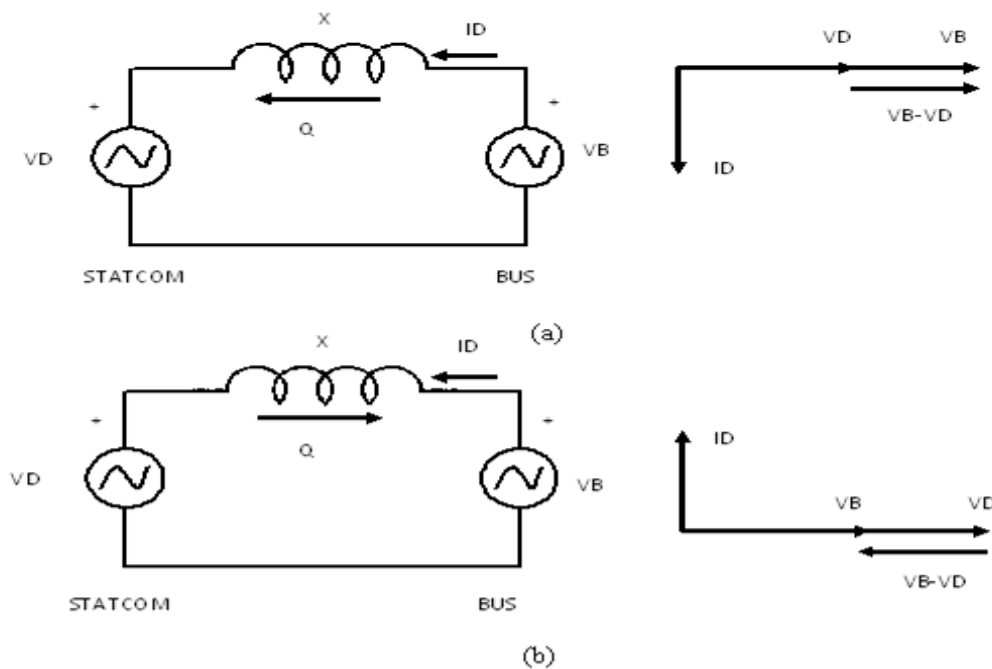 X
ID
VD VB
+ +
VB-VD
Q
VD
VB
ID
STATCOM BUS
(a)
X
ID
+ +
ID
Q
VD
VB
VB VD
VB-VD
STATCOM BUS
(b)